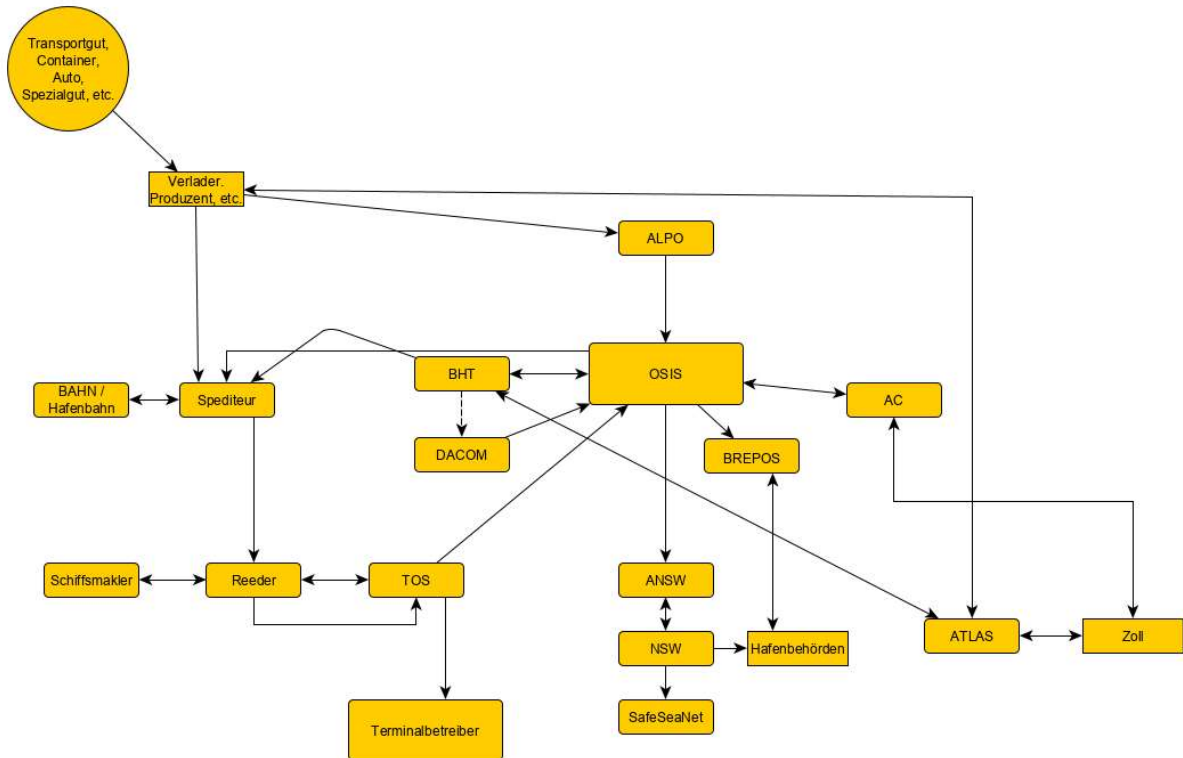 Transportgut,
Container,
Auto,
Spezialgut, etc.
Verlader.
Produzent, etc.
ALPO
OSIS
BHT
BAHN /
Hafenbahn
Spediteur
AC
DACOM
BREPOS
Schiffsmakler
Reeder
TOS
ANSW
NSW
Hafenbehörden
ATLAS
Zoll
SafeSeaNet
Terminalbetreiber